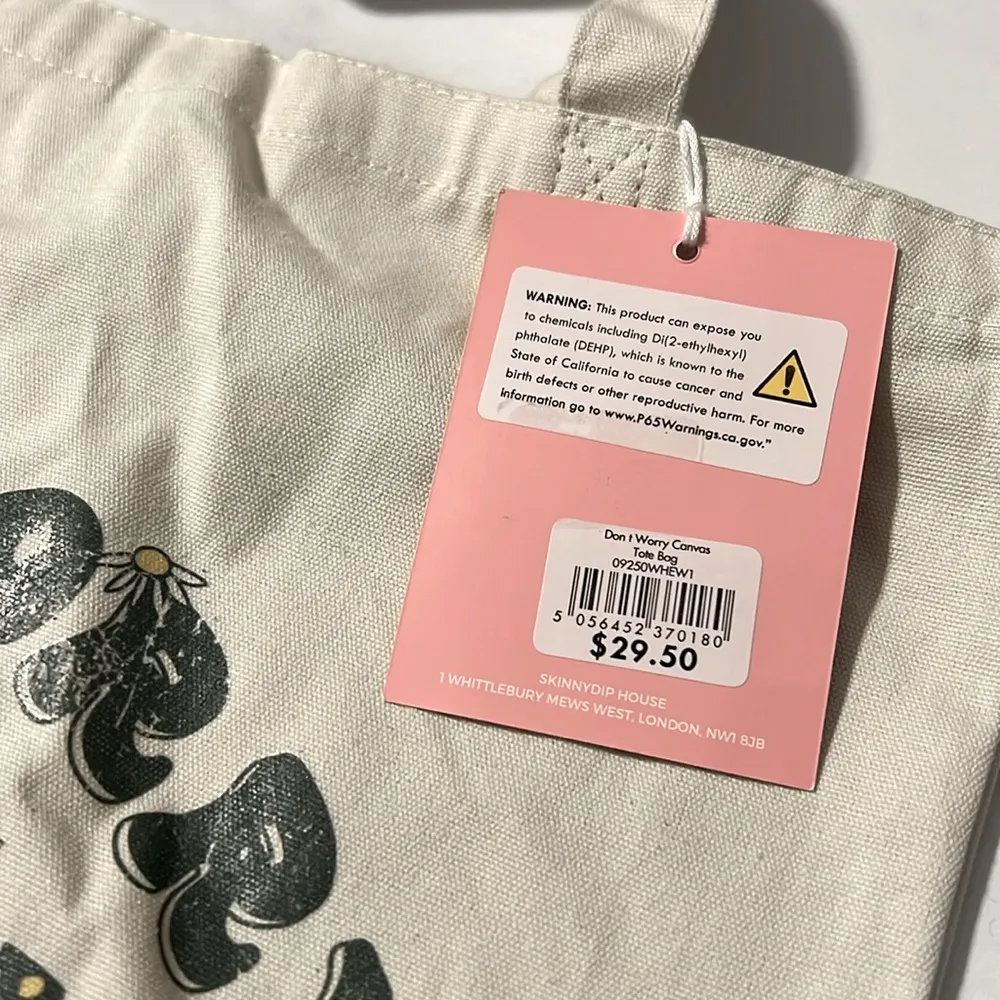 WARNING: This product can expose you
to chemicals including Di(2-ethylhexyl)
phthalate (DEHP), which is known to the
State of California to cause cancer and
birth defects or other reproductive harm. For more
information go to www.P65Warnings.ca.gov."
Don t Worry Canvas
Tote Bag
09250WHEW1
5 056452 370180
$29.50
SKINNYDIP HOUSE
1 WHITTLEBURY MEWS WEST, LONDON, NW1 8JB